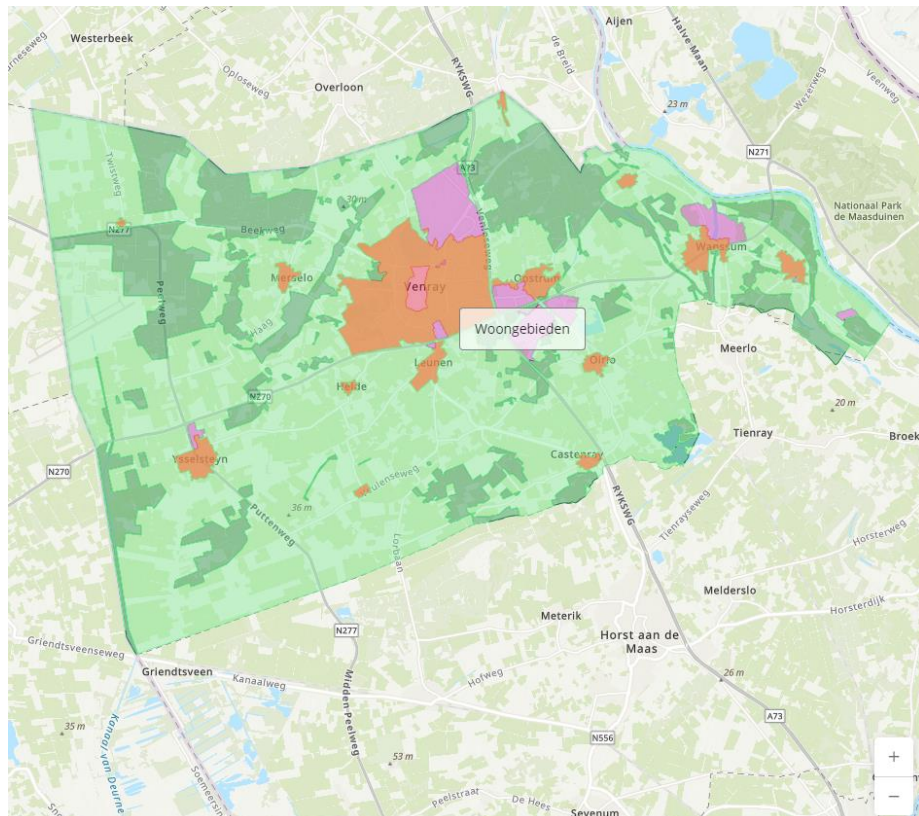 Aijen
Westerbeek
Oploseweg
Overloon
RYKSWG
de Breid
Halve Maan
Wezerweg
Veenweg
23 m
N271
Twistweg
A73
Nationaal Park
de Maasduinen
30 m
N277
Beekweg
Venrayseweg
Wanssum
Merselo
Oostrum
Venray
Peelweg
Haag
Woongebieden
Meerlo
Leunen
Oirlo
Heide
N270
20 m
Tienray
Broek
Ysselsteyn
Castenray
N270
Meulenseweg
RYKSWG
36 m
Puttenweg
Tienrayseweg
Horsterweg
Lorbaan
Melderslo
Meterik
Horsterdijk
N277
Horst aan de
Maas
Griendtsveenseweg
Griendtsveen
Kanaalweg
Hofweg
26 m
Midden Peelweg
A73
35 m
Kanaal van Deurne
N556
53 m
+
Peelstraat
De Hees
−
Sevenum